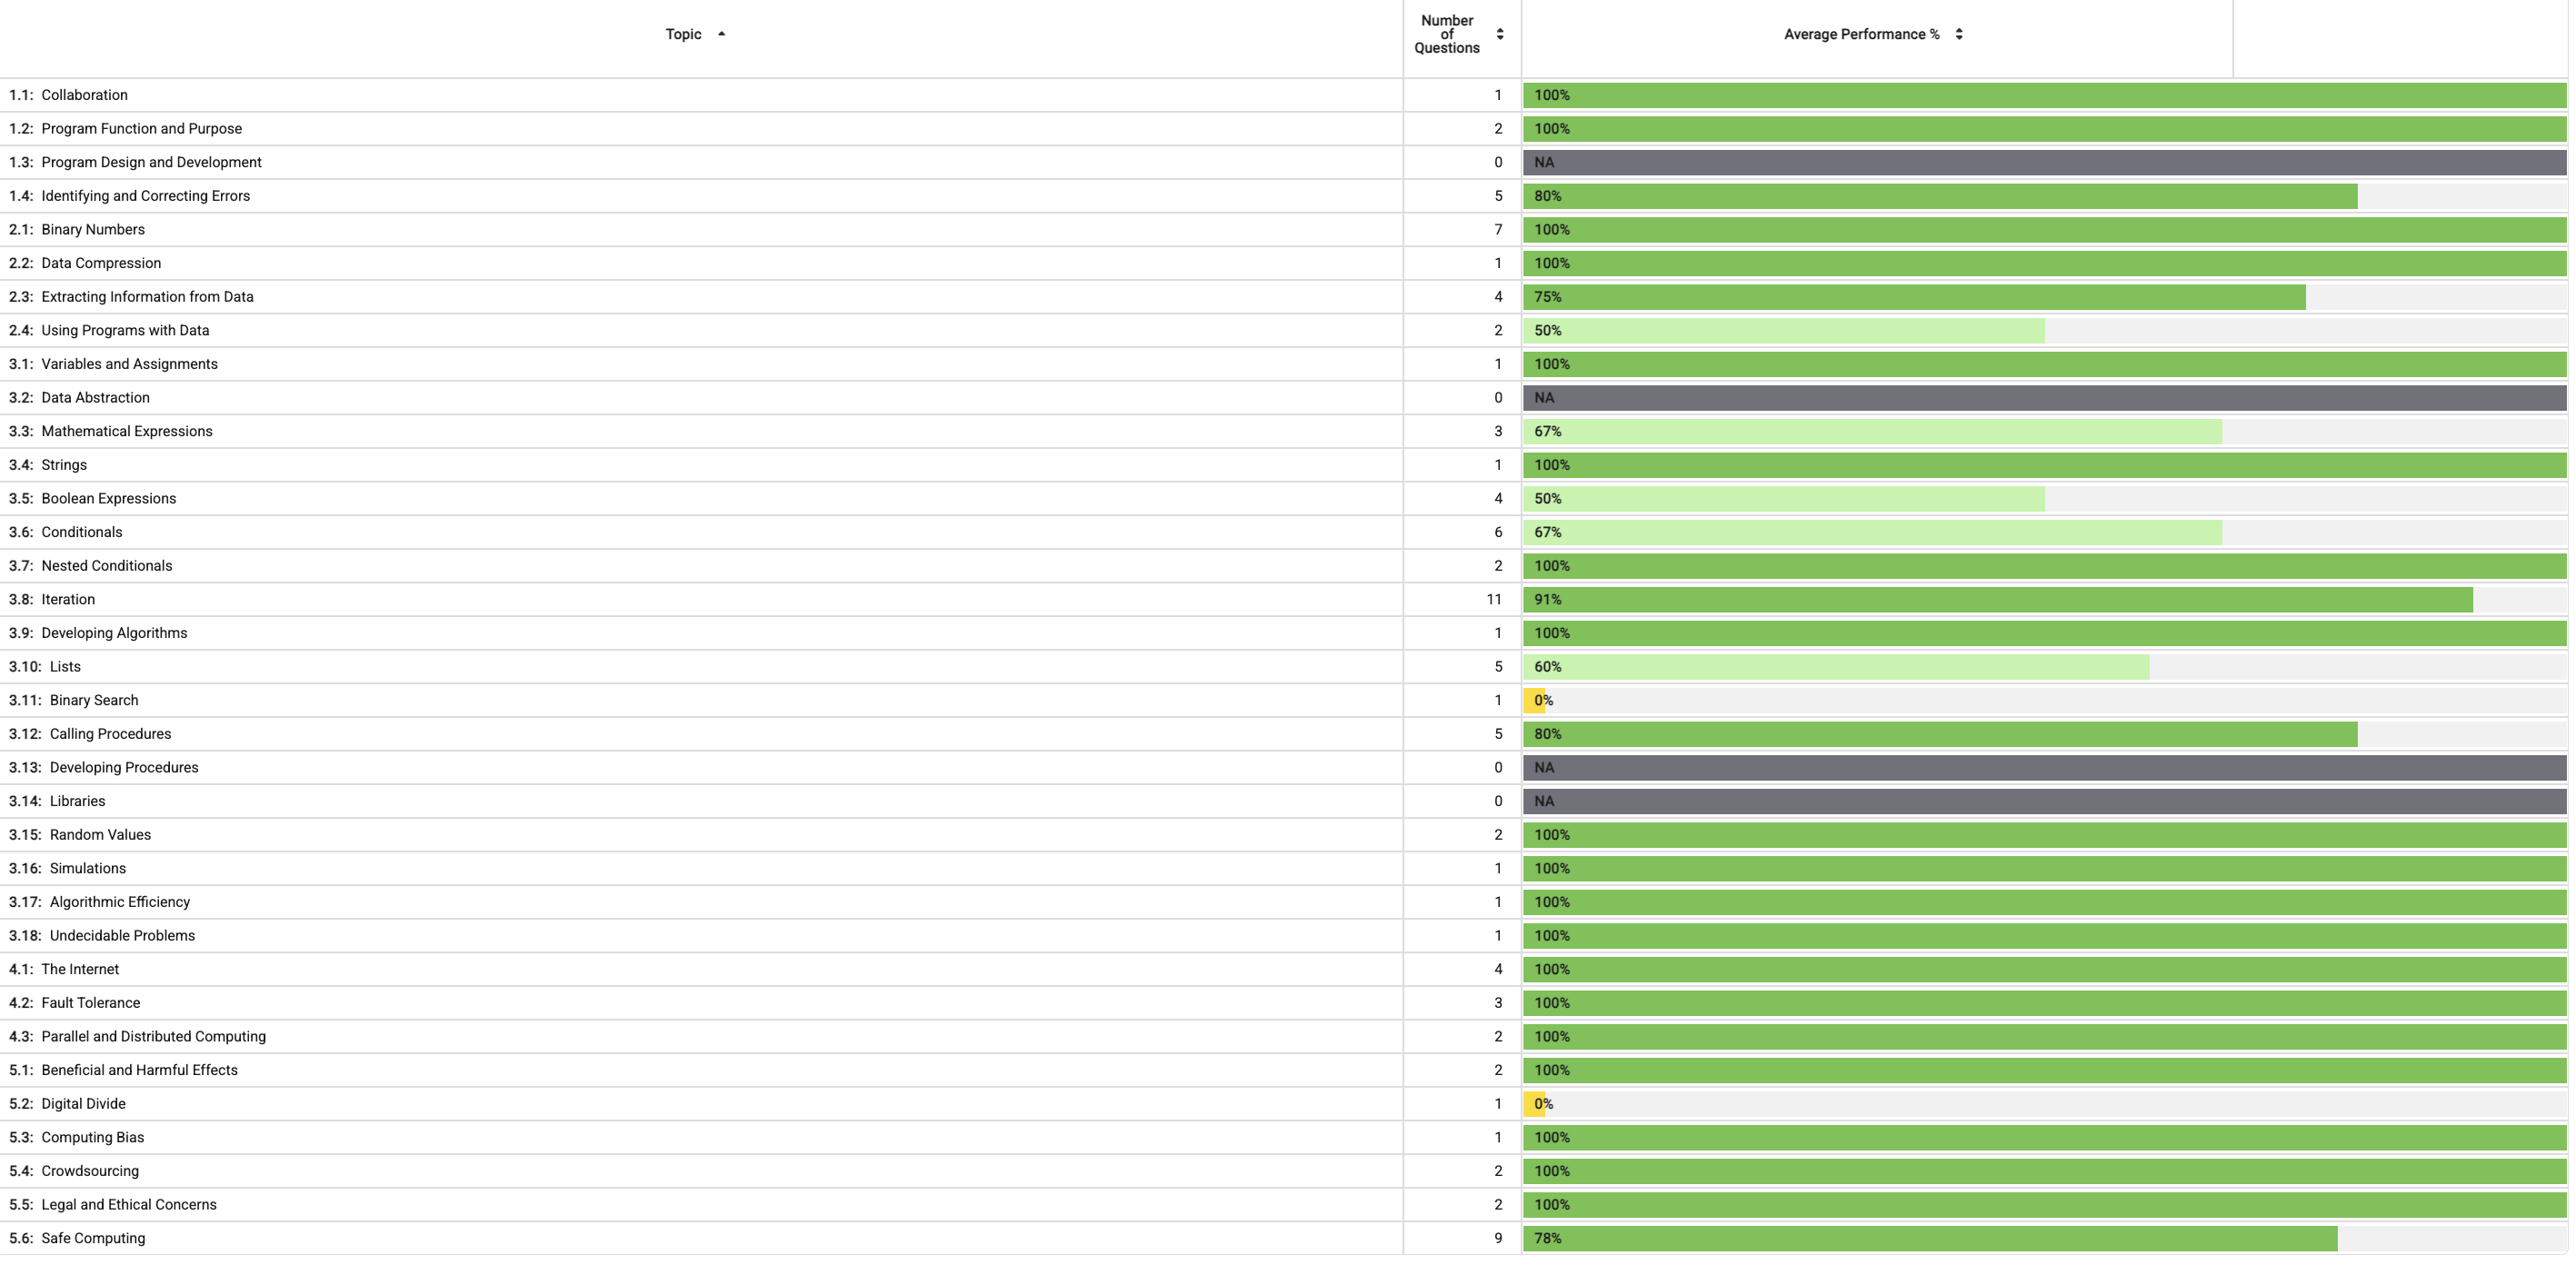 Topic
Number of Questions
Average Performance %
1.1: Collaboration 1 100%
1.2: Program Function and Purpose 2 100%
1.3: Program Design and Development 0 NA
1.4: Identifying and Correcting Errors 5 80%
2.1: Binary Numbers 7 100%
2.2: Data Compression 1 100%
2.3: Extracting Information from Data 4 75%
2.4: Using Programs with Data 2 50%
3.1: Variables and Assignments 1 100%
3.2: Data Abstraction 0 NA
3.3: Mathematical Expressions 3 67%
3.4: Strings 1 100%
3.5: Boolean Expressions 4 50%
3.6: Conditionals 6 67%
3.7: Nested Conditionals 2 100%
3.8: Iteration 11 91%
3.9: Developing Algorithms 1 100%
3.10: Lists 5 60%
3.11: Binary Search 1 0%
3.12: Calling Procedures 5 80%
3.13: Developing Procedures 0 NA
3.14: Libraries 0 NA
3.15: Random Values 2 100%
3.16: Simulations 1 100%
3.17: Algorithmic Efficiency 1 100%
3.18: Undecidable Problems 1 100%
4.1: The Internet 4 100%
4.2: Fault Tolerance 3 100%
4.3: Parallel and Distributed Computing 2 100%
5.1: Beneficial and Harmful Effects 2 100%
5.2: Digital Divide 1 0%
5.3: Computing Bias 1 100%
5.4: Crowdsourcing 2 100%
5.5: Legal and Ethical Concerns 2 100%
5.6: Safe Computing 9 78%